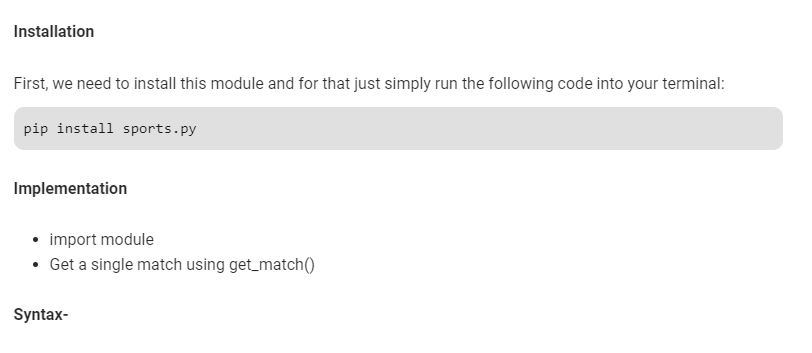 Installation
First, we need to install this module and for that just simply run the following code into your terminal:
pip install sports.py
Implementation
• import module
• Get a single match using get_match()
Syntax-